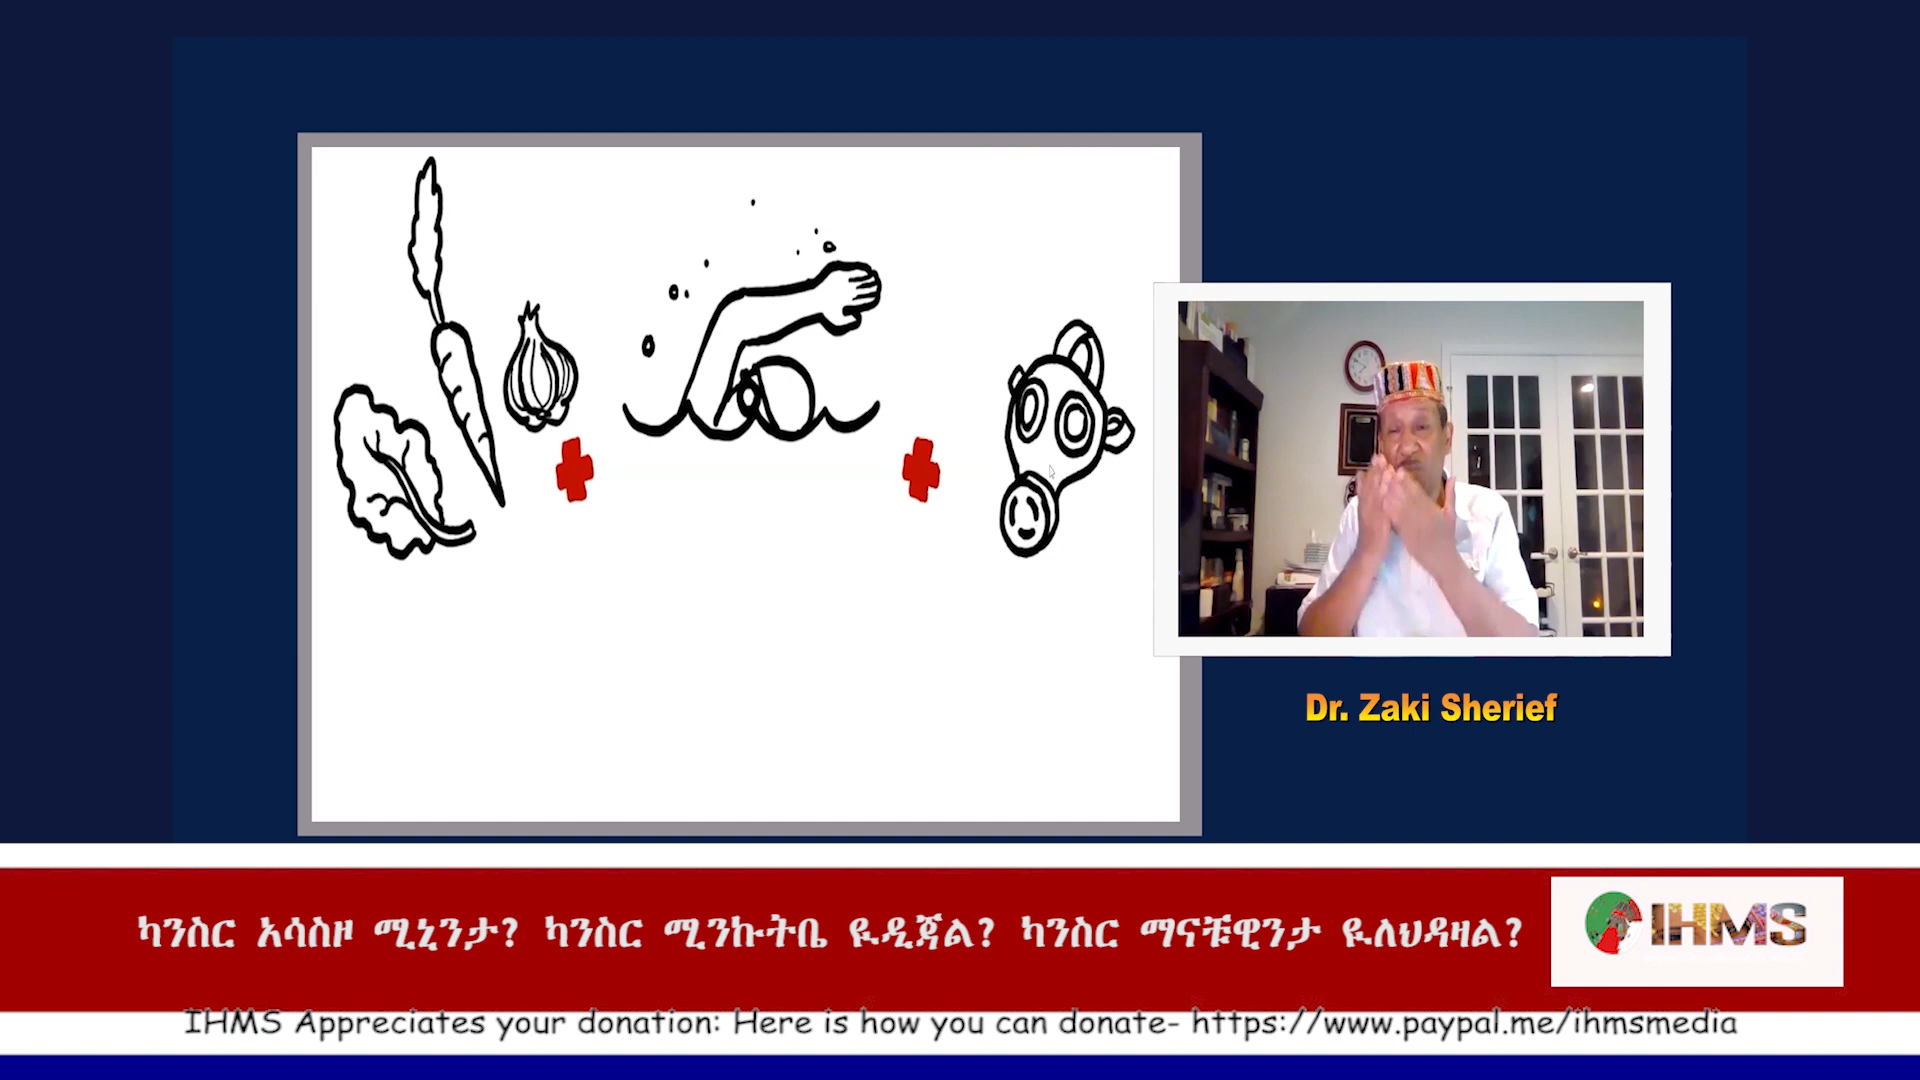 Dr. Zaki Sherief
ካንስር አሳስዞ ሚኒንታ? ካንስር ሚንኩትቤ ዪዲጃል? ካንስር ማናቹዊንታ ዪለህዳዛል?
IHMS
IHMS Appreciates your donation: Here is how you can donate- https://www.paypal.me/ihmsmedia